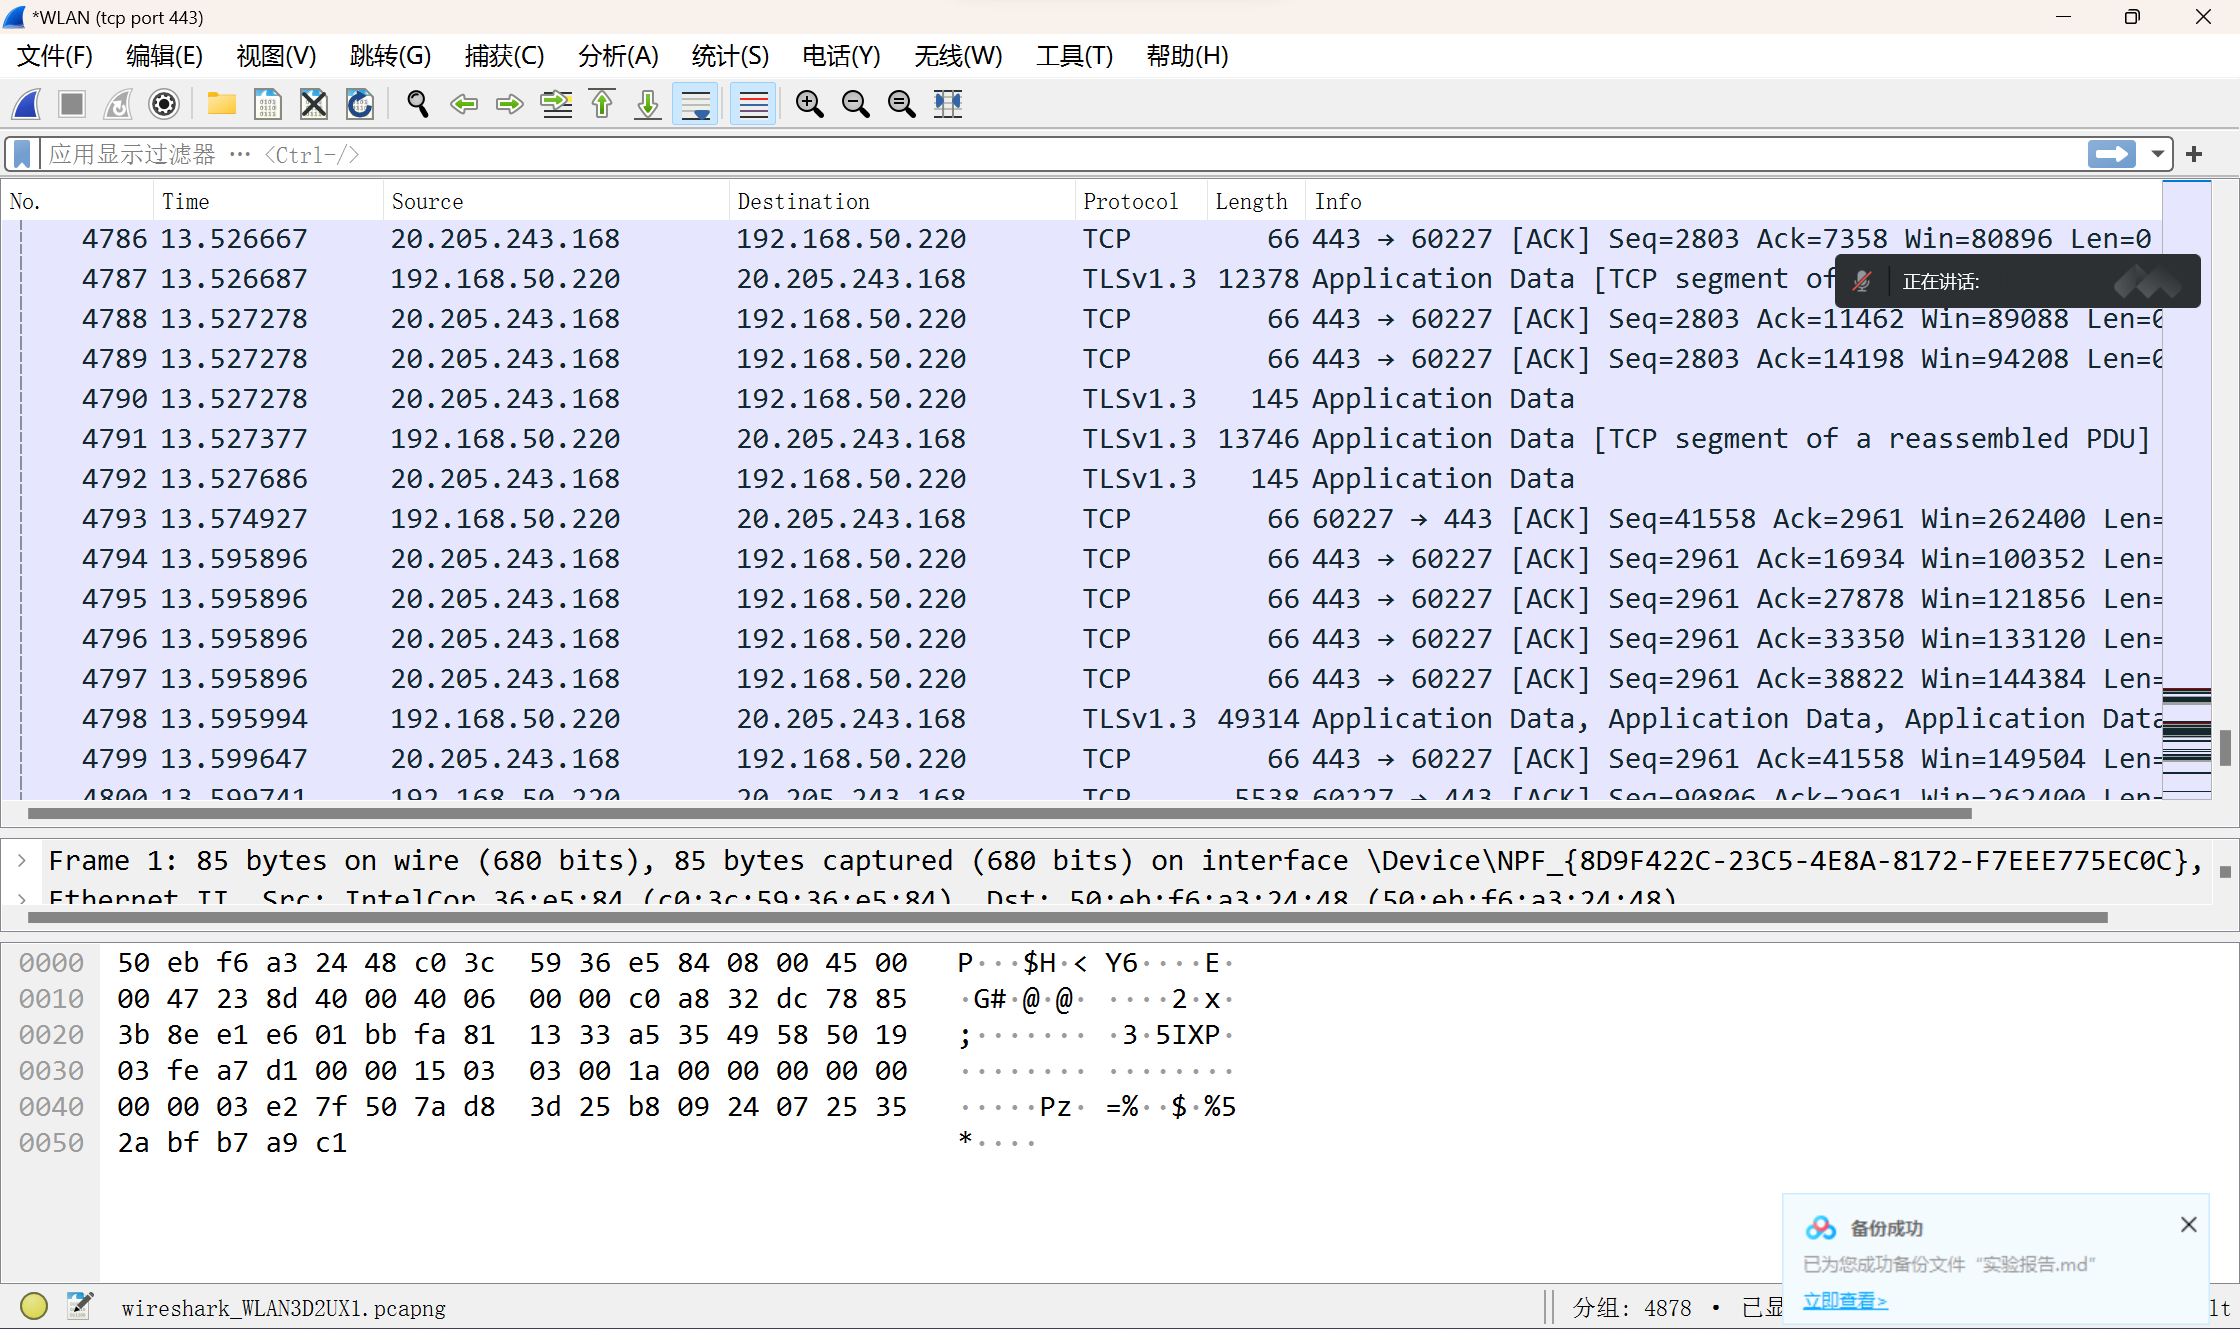 *WLAN (tcp port 443)
文件(F) 编辑(E) 视图(V) 跳转(G) 捕获(C) 分析(A) 统计(S) 电话(Y) 无线(W) 工具(T) 帮助(H)
应用显示过滤器 ··· <Ctrl-/>
No. Time Source Destination Protocol Length Info
4786 13.526667 20.205.243.168 192.168.50.220 TCP 66 443 → 60227 [ACK] Seq=2803 Ack=7358 Win=80896 Len=0
4787 13.526687 192.168.50.220 20.205.243.168 TLSv1.3 12378 Application Data [TCP segment of
正在讲话:
4788 13.527278 20.205.243.168 192.168.50.220 TCP 66 443 → 60227 [ACK] Seq=2803 Ack=11462 Win=89088 Len=0
4789 13.527278 20.205.243.168 192.168.50.220 TCP 66 443 → 60227 [ACK] Seq=2803 Ack=14198 Win=94208 Len=0
4790 13.527278 20.205.243.168 192.168.50.220 TLSv1.3 145 Application Data
4791 13.527377 192.168.50.220 20.205.243.168 TLSv1.3 13746 Application Data [TCP segment of a reassembled PDU]
4792 13.527686 20.205.243.168 192.168.50.220 TLSv1.3 145 Application Data
4793 13.574927 192.168.50.220 20.205.243.168 TCP 66 60227 → 443 [ACK] Seq=41558 Ack=2961 Win=262400 Len=
4794 13.595896 20.205.243.168 192.168.50.220 TCP 66 443 → 60227 [ACK] Seq=2961 Ack=16934 Win=100352 Len=
4795 13.595896 20.205.243.168 192.168.50.220 TCP 66 443 → 60227 [ACK] Seq=2961 Ack=27878 Win=121856 Len=
4796 13.595896 20.205.243.168 192.168.50.220 TCP 66 443 → 60227 [ACK] Seq=2961 Ack=33350 Win=133120 Len=
4797 13.595896 20.205.243.168 192.168.50.220 TCP 66 443 → 60227 [ACK] Seq=2961 Ack=38822 Win=144384 Len=
4798 13.595994 192.168.50.220 20.205.243.168 TLSv1.3 49314 Application Data, Application Data, Application Data
4799 13.599647 20.205.243.168 192.168.50.220 TCP 66 443 → 60227 [ACK] Seq=2961 Ack=41558 Win=149504 Len=
4800 13.599741 192.168.50.220 20.205.243.168 TCP 5538 60227 → 443 [ACK] Seq=90806 Ack=2961 Win=262400 Len=
Frame 1: 85 bytes on wire (680 bits), 85 bytes captured (680 bits) on interface \Device\NPF_{8D9F422C-23C5-4E8A-8172-F7EEE775EC0C},
Ethernet II, Src: IntelCor_36:e5:84 (c0:3c:59:36:e5:84), Dst: 50:eb:f6:a3:24:48 (50:eb:f6:a3:24:48)
0000 50 eb f6 a3 24 48 c0 3c 59 36 e5 84 08 00 45 00 P···$H·< Y6····E·
0010 00 47 23 8d 40 00 40 06 00 00 c0 a8 32 dc 78 85 ·G#·@·@· ····2·x·
0020 3b 8e e1 e6 01 bb fa 81 13 33 a5 35 49 58 50 19 ;······· ·3·5IXP·
0030 03 fe a7 d1 00 00 15 03 03 00 1a 00 00 00 00 00 ········ ········
0040 00 00 03 e2 7f 50 7a d8 3d 25 b8 09 24 07 25 35 ·····Pz· =%··$·%5
0050 2a bf b7 a9 c1 *····
备份成功
已为您成功备份文件 “实验报告.md”
立即查看>
wireshark_WLAN3D2UX1.pcapng 分组: 4878 · 已显 lt